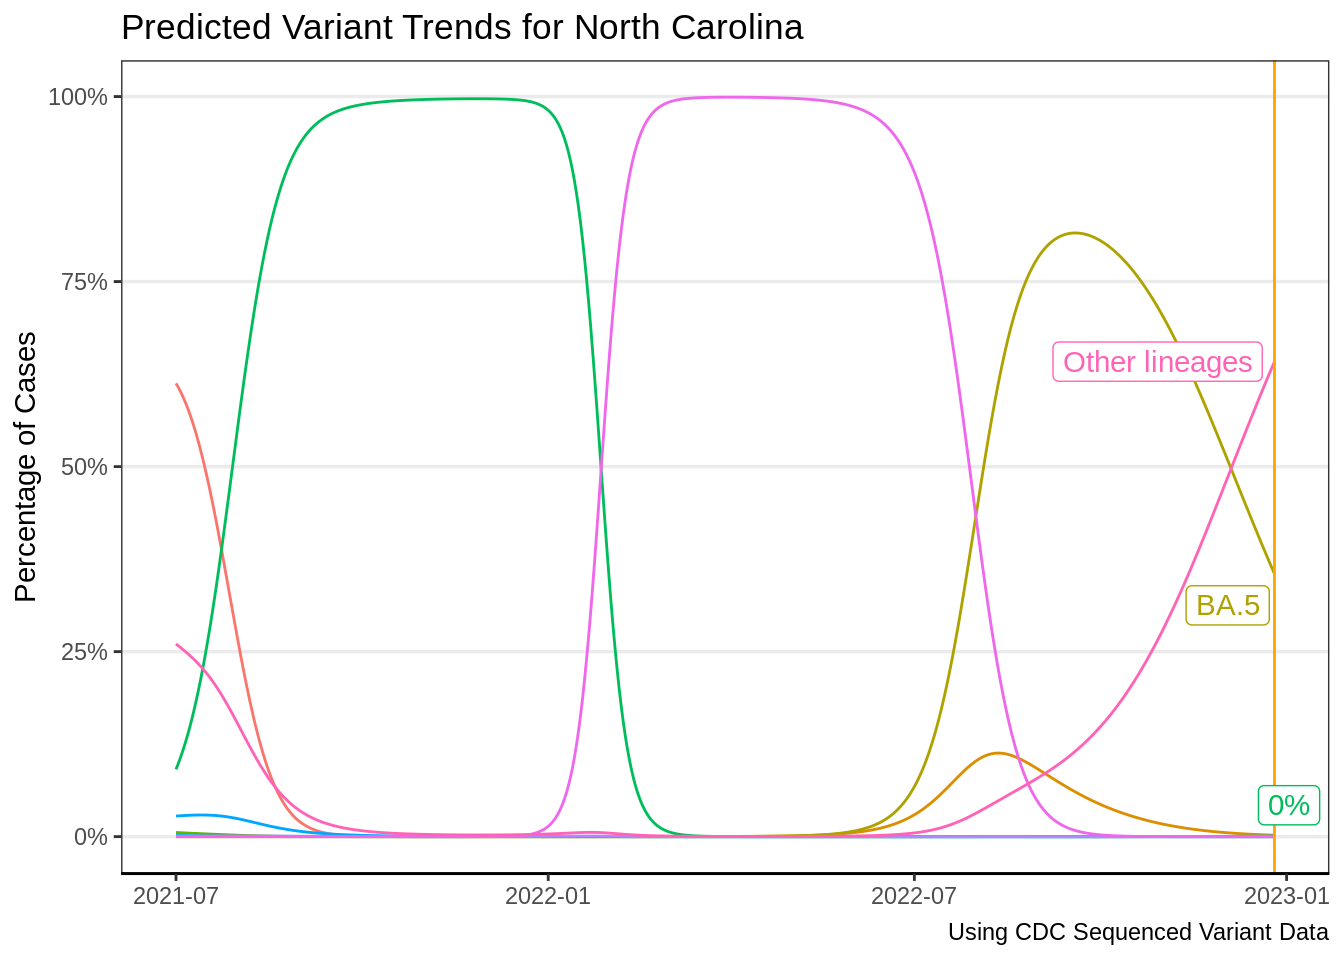 Predicted Variant Trends for North Carolina
Percentage of Cases
100%
75%
50%
25%
0%
Other lineages
BA.5
0%
2021-07
2022-01
2022-07
2023-01
Using CDC Sequenced Variant Data